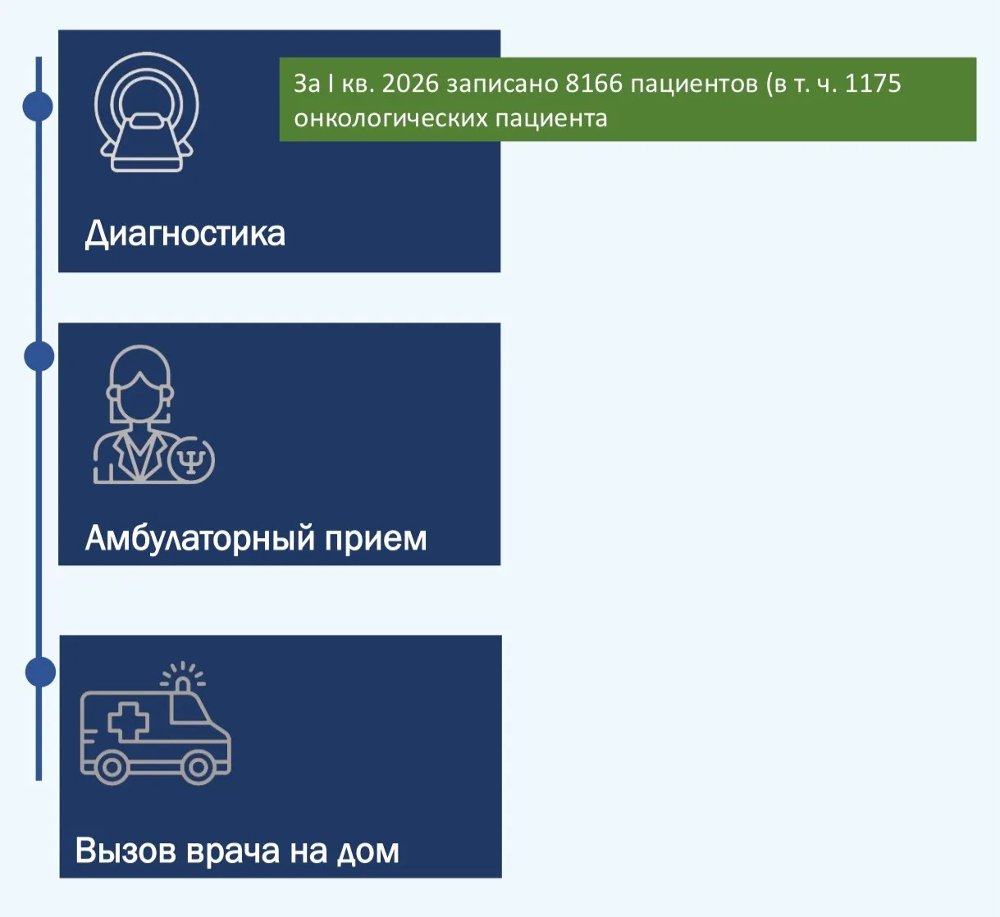 За I кв. 2026 записано 8166 пациентов (в т. ч. 1175
онкологических пациента
Диагностика
Ψ
Амбулаторный прием
Вызов врача на дом